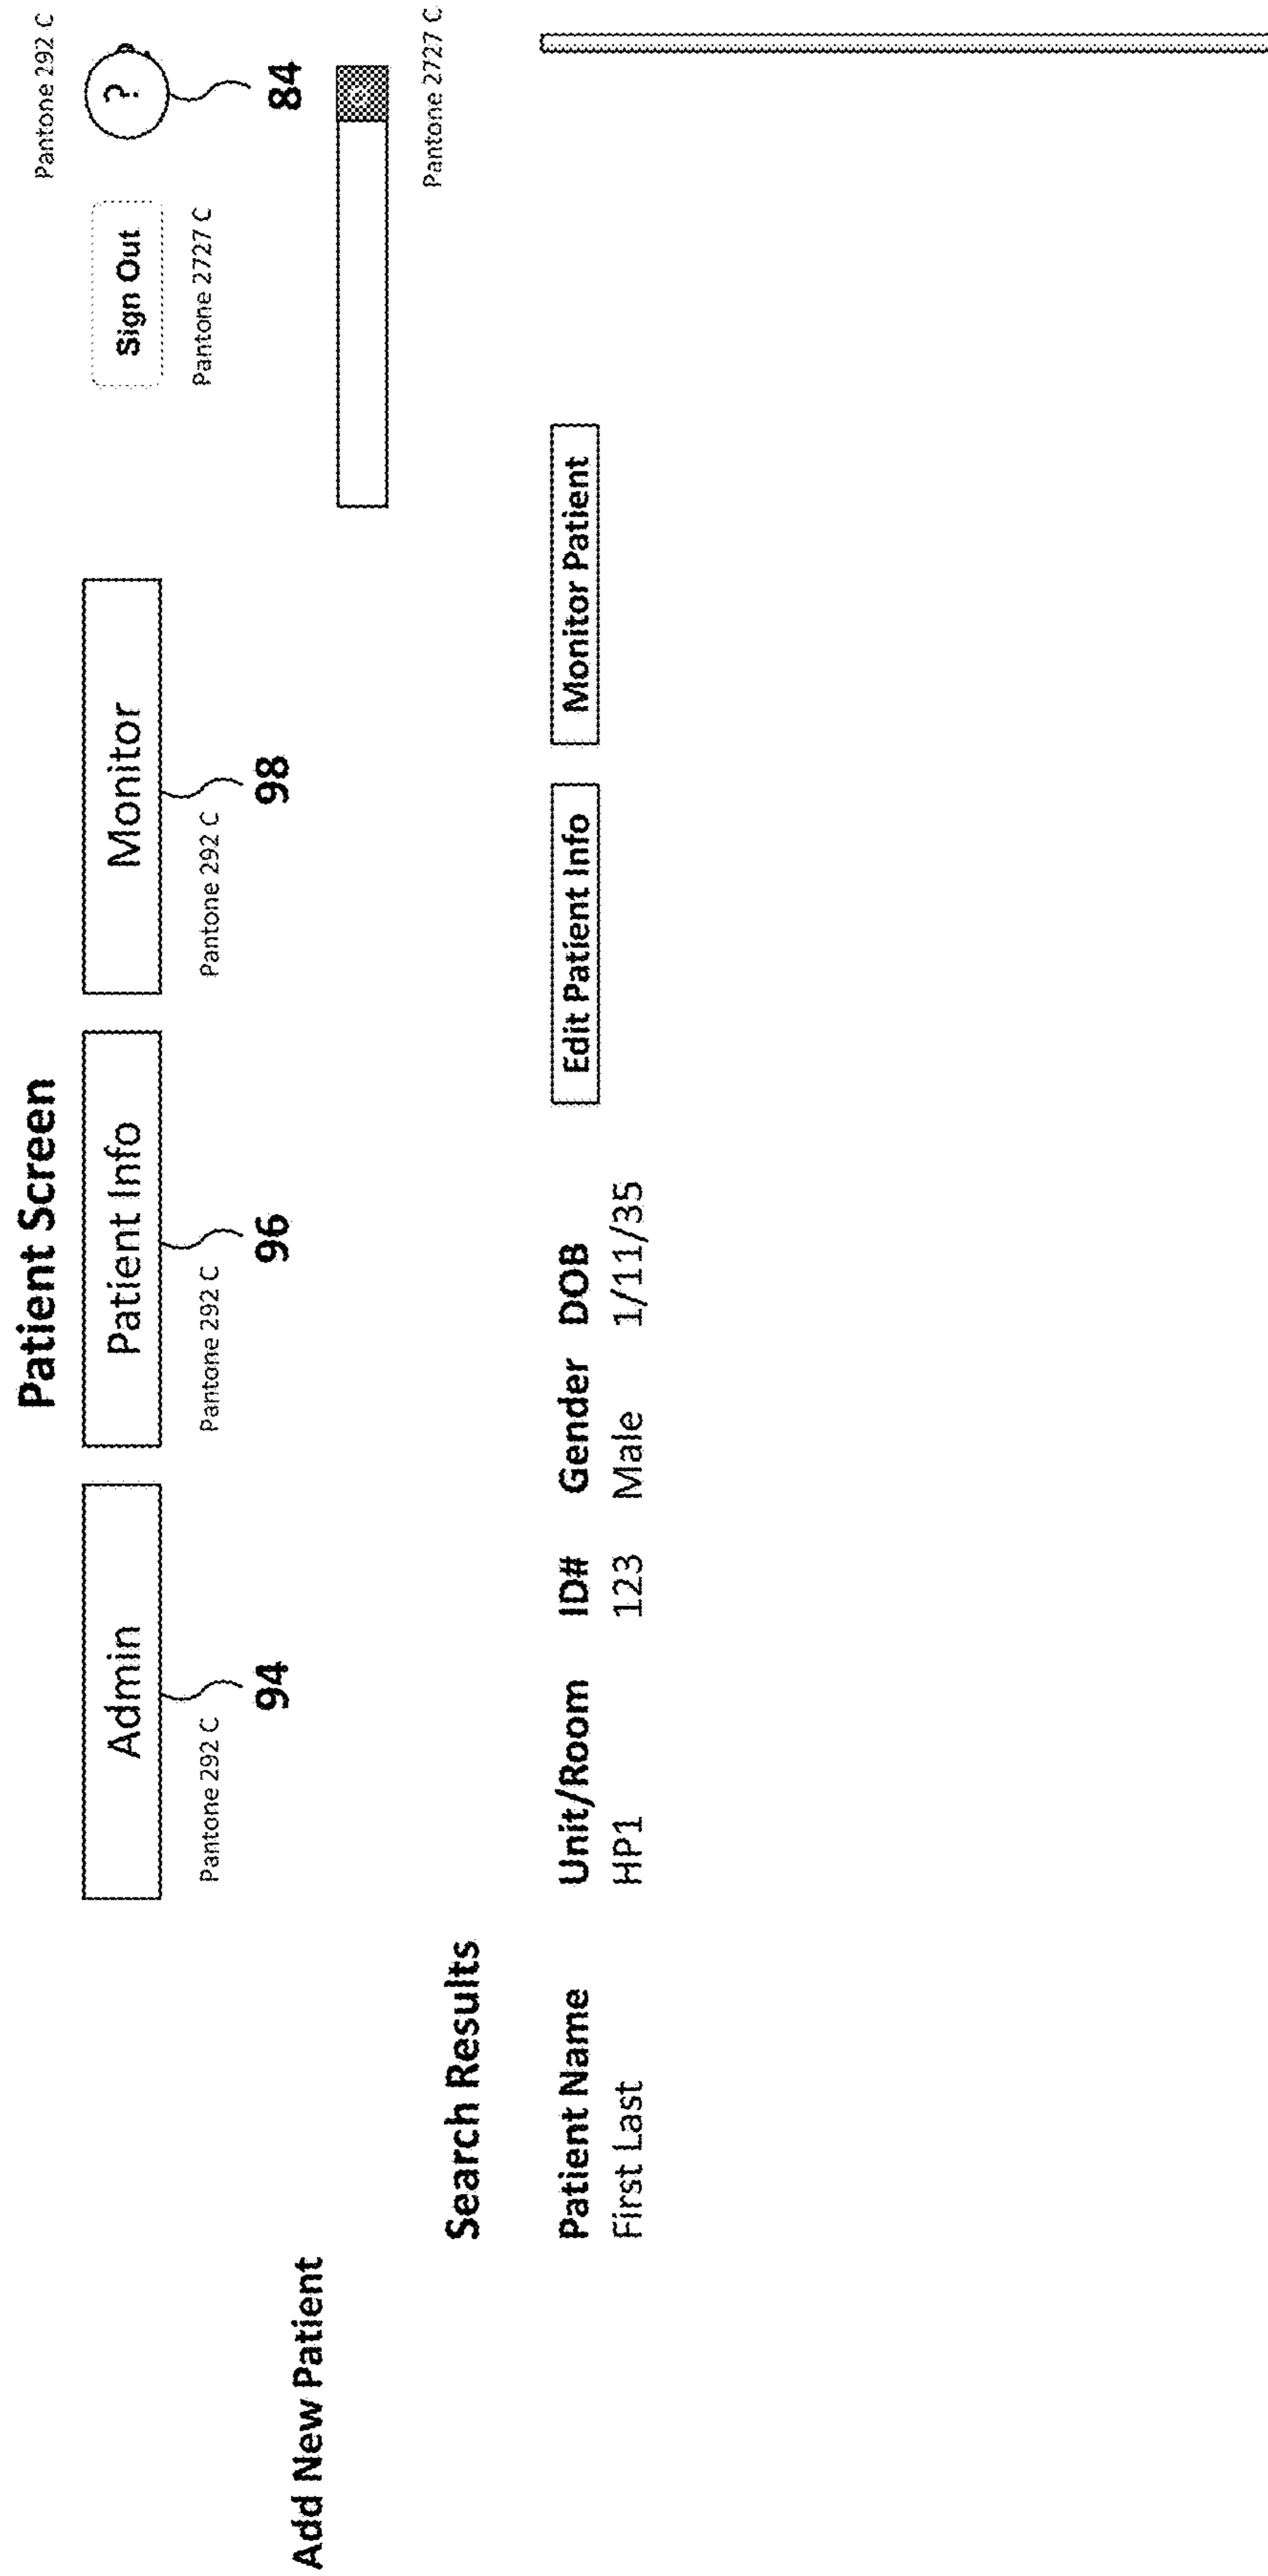 Patient Screen
Pantone 292 C
Admin
Patient Info
Monitor
Sign Out
?
Pantone 292 C
Pantone 292 C
Pantone 292 C
Pantone 2727 C
94
96
98
84
Add New Patient
Pantone 2727 C
Search Results
Patient Name Unit/Room ID# Gender DOB
Edit Patient Info
Monitor Patient
First Last HP1 123 Male 1/11/35